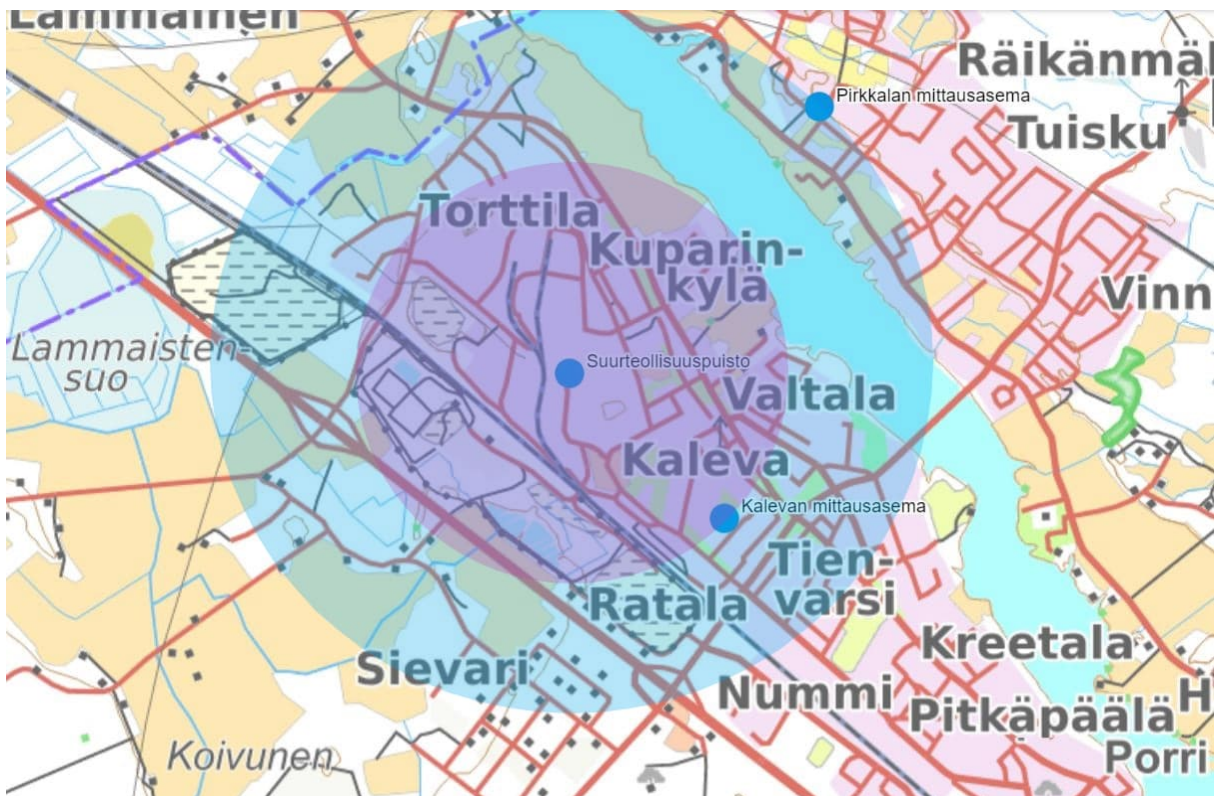 Lammainen
Räikänmäl
Pirkkalan mittausasema
Tuisku
Torttila
Kuparin-
kylä
Vinn
Lammaisten-
suo
Suurteollisuuspuisto
Valtala
Kaleva
Kalevan mittausasema
Tien-
varsi
Ratala
Kreetala
Sievari
Nummi
Pitkäpäälä
H
Koivunen
Porri